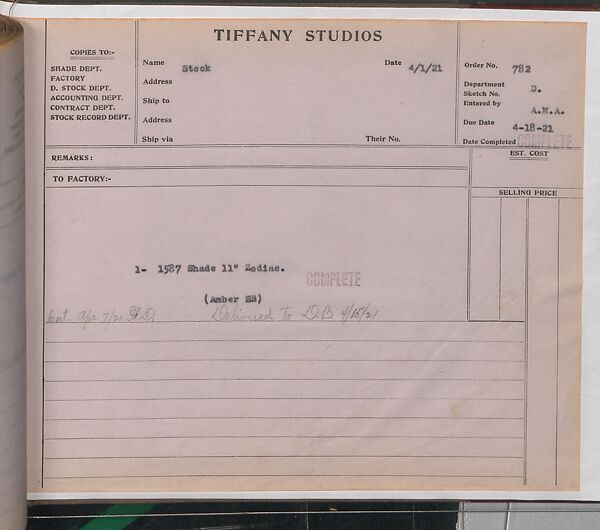 TIFFANY STUDIOS
COPIES TO:-
SHADE DEPT.
FACTORY
D. STOCK DEPT.
ACCOUNTING DEPT.
CONTRACT DEPT.
STOCK RECORD DEPT.
Name Stock Date 4/1/21
Address
Ship to
Address
Ship via Their No.
Order No. 782
Department D.
Sketch No.
Entered by A.M.A.
Due Date 4-18-21
Date Completed COMPLETE
REMARKS:
EST. COST
TO FACTORY:-
SELLING PRICE
1- 1587 Shade 11" Zodiac.
COMPLETE
(Amber SB)
Apr. 7/21 Delivered to D.B 4/15/21